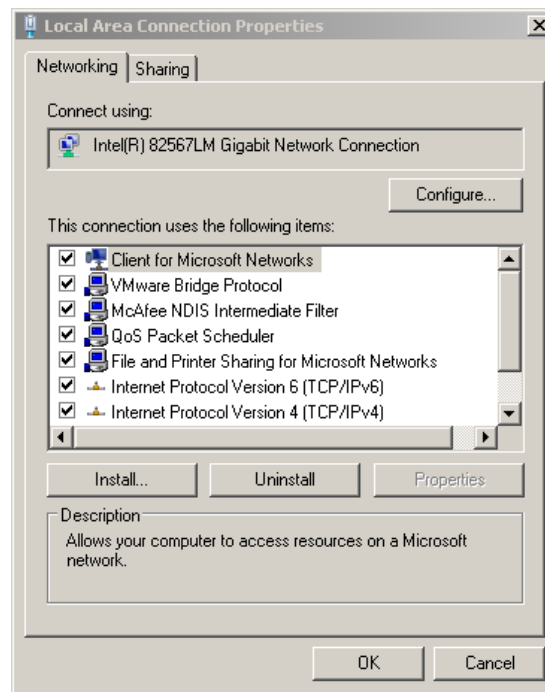 Local Area Connection Properties
Networking
Sharing
Connect using:
Intel(R) 82567LM Gigabit Network Connection
Configure...
This connection uses the following items:
Client for Microsoft Networks
VMware Bridge Protocol
McAfee NDIS Intermediate Filter
QoS Packet Scheduler
File and Printer Sharing for Microsoft Networks
Internet Protocol Version 6 (TCP/IPv6)
Internet Protocol Version 4 (TCP/IPv4)
Install...
Uninstall
Properties
Description
Allows your computer to access resources on a Microsoft
network.
OK
Cancel